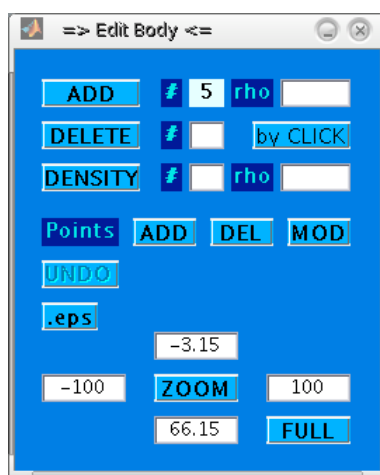 => Edit Body <=
ADD # 5 rho
DELETE # by CLICK
DENSITY # rho
Points ADD DEL MOD
UNDO
.eps
-3.15
-100 ZOOM 100
66.15 FULL